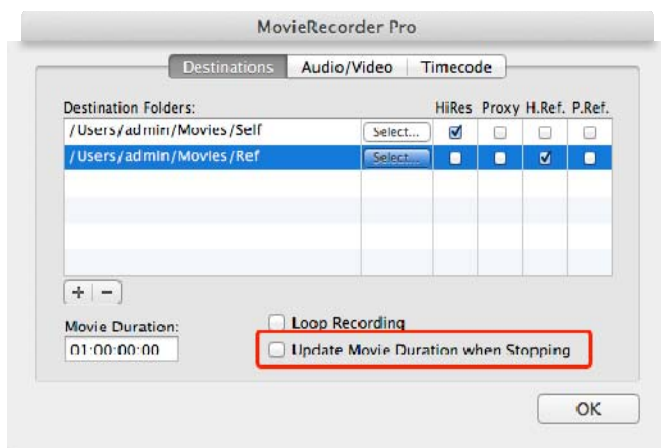 MovieRecorder Pro
Destinations Audio/Video Timecode
Destination Folders: HiRes Proxy H.Ref. P.Ref.
/Users/admin/Movies/Self Select...
/Users/admin/Movies/Ref Select...
+ −
Loop Recording
Movie Duration:
01:00:00:00 Update Movie Duration when Stopping
OK